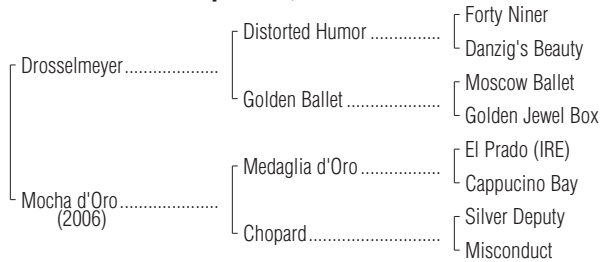 Forty Niner
Distorted Humor ...............
Danzig's Beauty
Drosselmeyer....................
Moscow Ballet
Golden Ballet ....................
Golden Jewel Box
El Prado (IRE)
Medaglia d'Oro .................
Cappucino Bay
Mocha d'Oro.....................
(2006)
Silver Deputy
Chopard............................
Misconduct